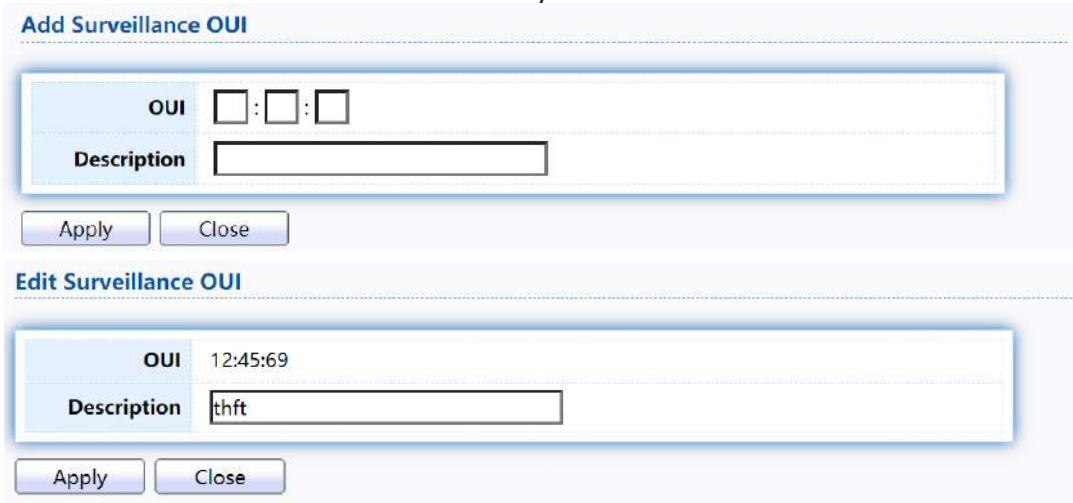 Add Surveillance OUI
OUI : :
Description
Apply Close
Edit Surveillance OUI
OUI 12:45:69
Description thft
Apply Close